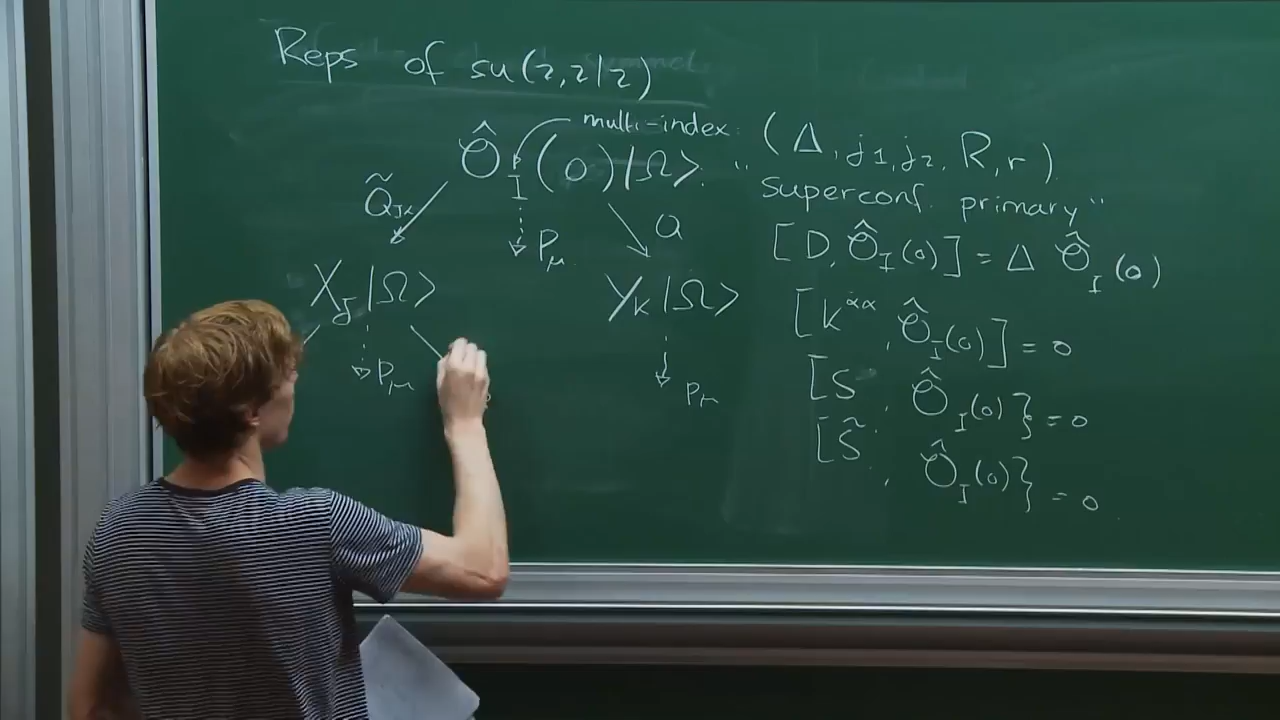 Reps of su(2,2|2)
multi-index: (Δ, j₁, j₂, R, r).
Ô_I(0)|Ω⟩. "superconf. primary"
Q̃_Jα̇
Q
P_μ
[D, Ô_I(0)] = Δ Ô_I(0)
X_J|Ω⟩
Y_K|Ω⟩
[K^α̇α, Ô_I(0)] = 0
P_μ
P_μ
[S, Ô_I(0)} = 0
[S̃, Ô_I(0)} = 0